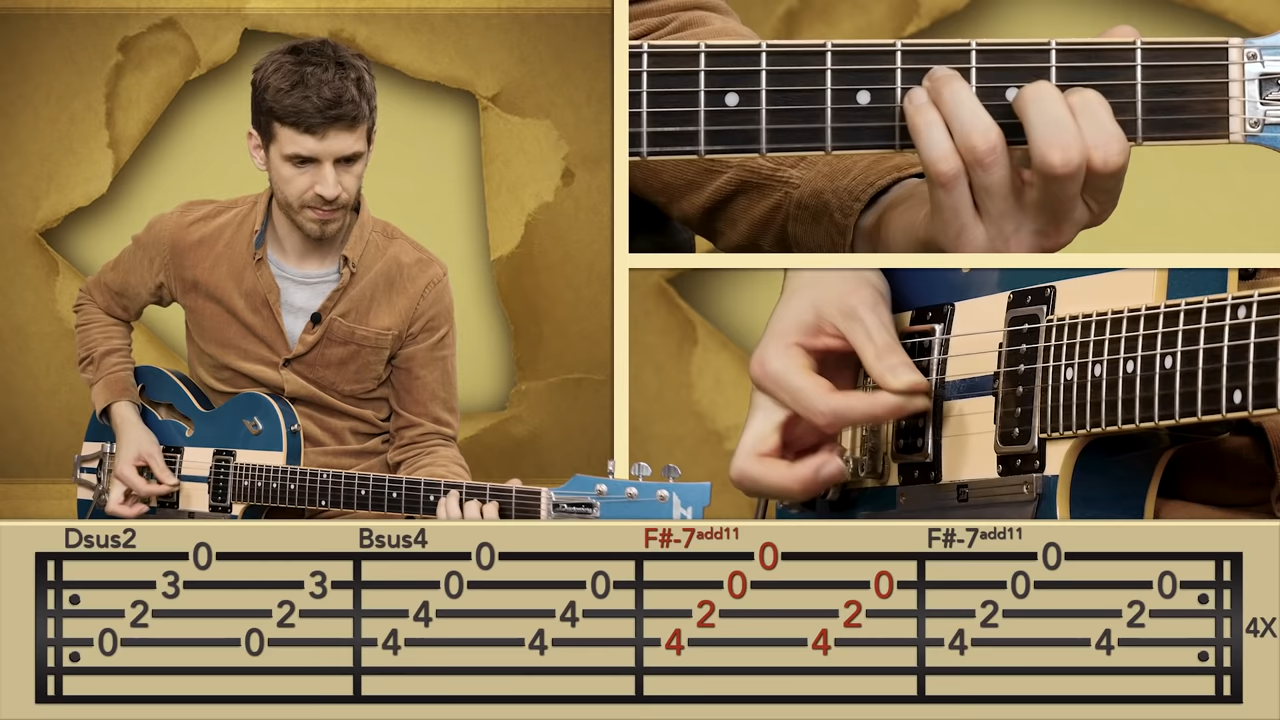 Dsus2 Bsus4 F#-7add11 F#-7add11
0 0 0 0
3 3 0 0 0 0 0 0
2 2 4 4 2 2 2 2
0 0 4 4 4 4 4 4
4X